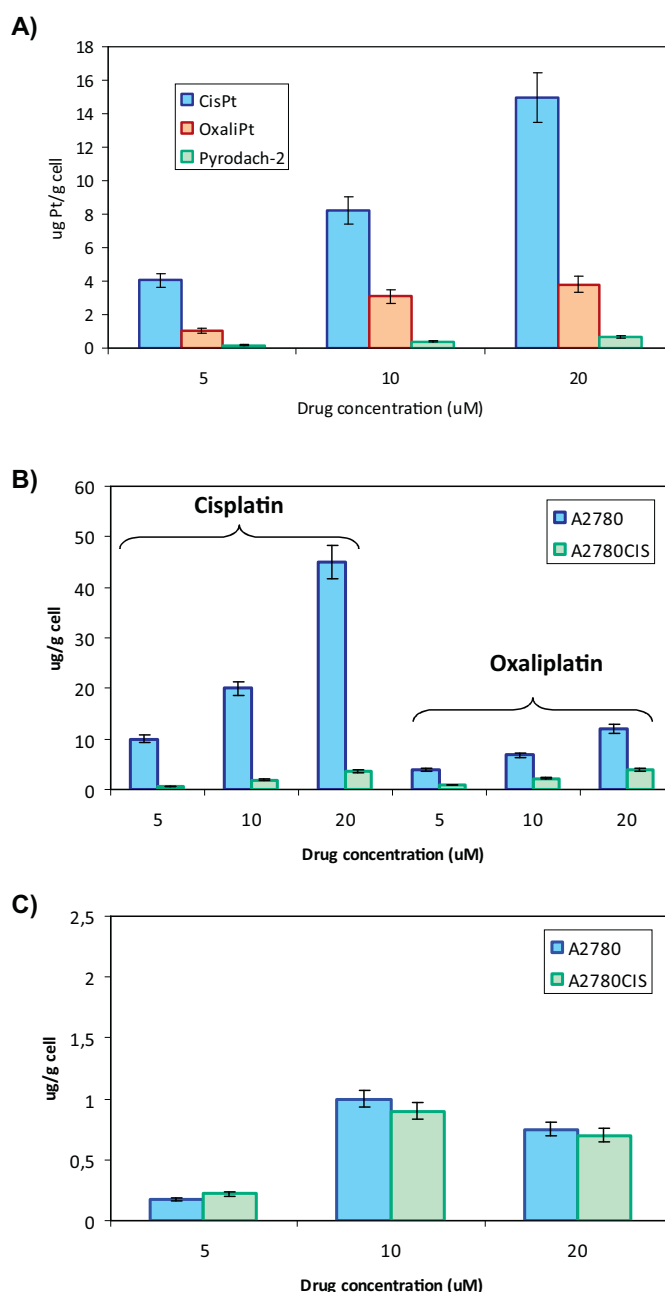 A)
18
16
14
12
10
8
6
4
2
0
ug Pt/g cell
CisPt
OxaliPt
Pyrodach-2
5 10 20
Drug concentration (uM)
B)
60
50
40
30
20
10
0
ug/g cell
Cisplatin
A2780
A2780CIS
Oxaliplatin
5 10 20 5 10 20
Drug concentration (uM)
C)
2,5
2
1,5
1
0,5
0
ug/g cell
A2780
A2780CIS
5 10 20
Drug concentration (uM)